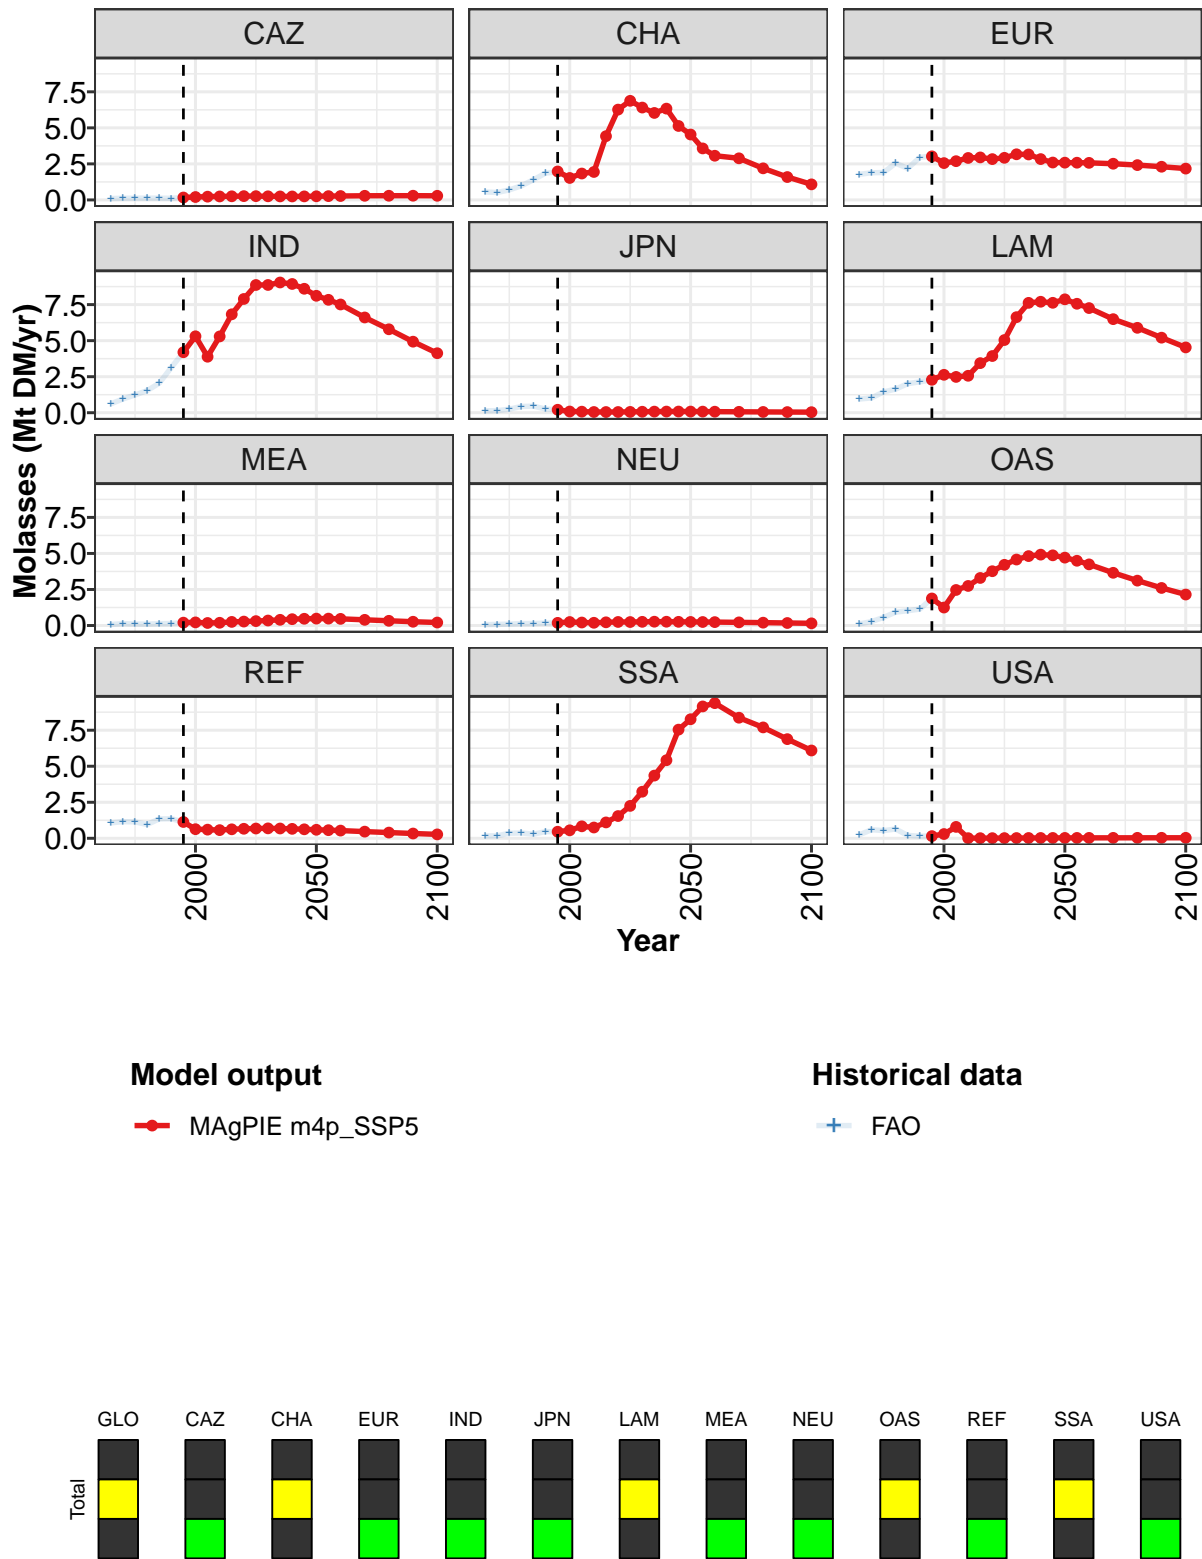 CAZ CHA EUR
7.5
5.0
2.5
0.0
IND JPN LAM
7.5
5.0
2.5
0.0
MEA NEU OAS
7.5
5.0
2.5
0.0
REF SSA USA
7.5
5.0
2.5
0.0
Molasses (Mt DM/yr)
2000 2050 2100 2000 2050 2100 2000 2050 2100
Year
Model output
MAgPIE m4p_SSP5
Historical data
FAO
GLO CAZ CHA EUR IND JPN LAM MEA NEU OAS REF SSA USA
Total